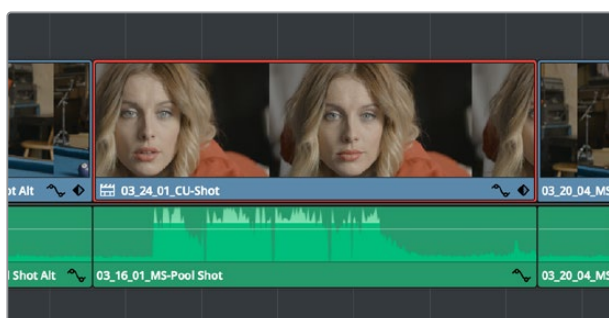 ot Alt
03_24_01_CU-Shot
03_20_04_MS
l Shot Alt
03_16_01_MS-Pool Shot
03_20_04_MS